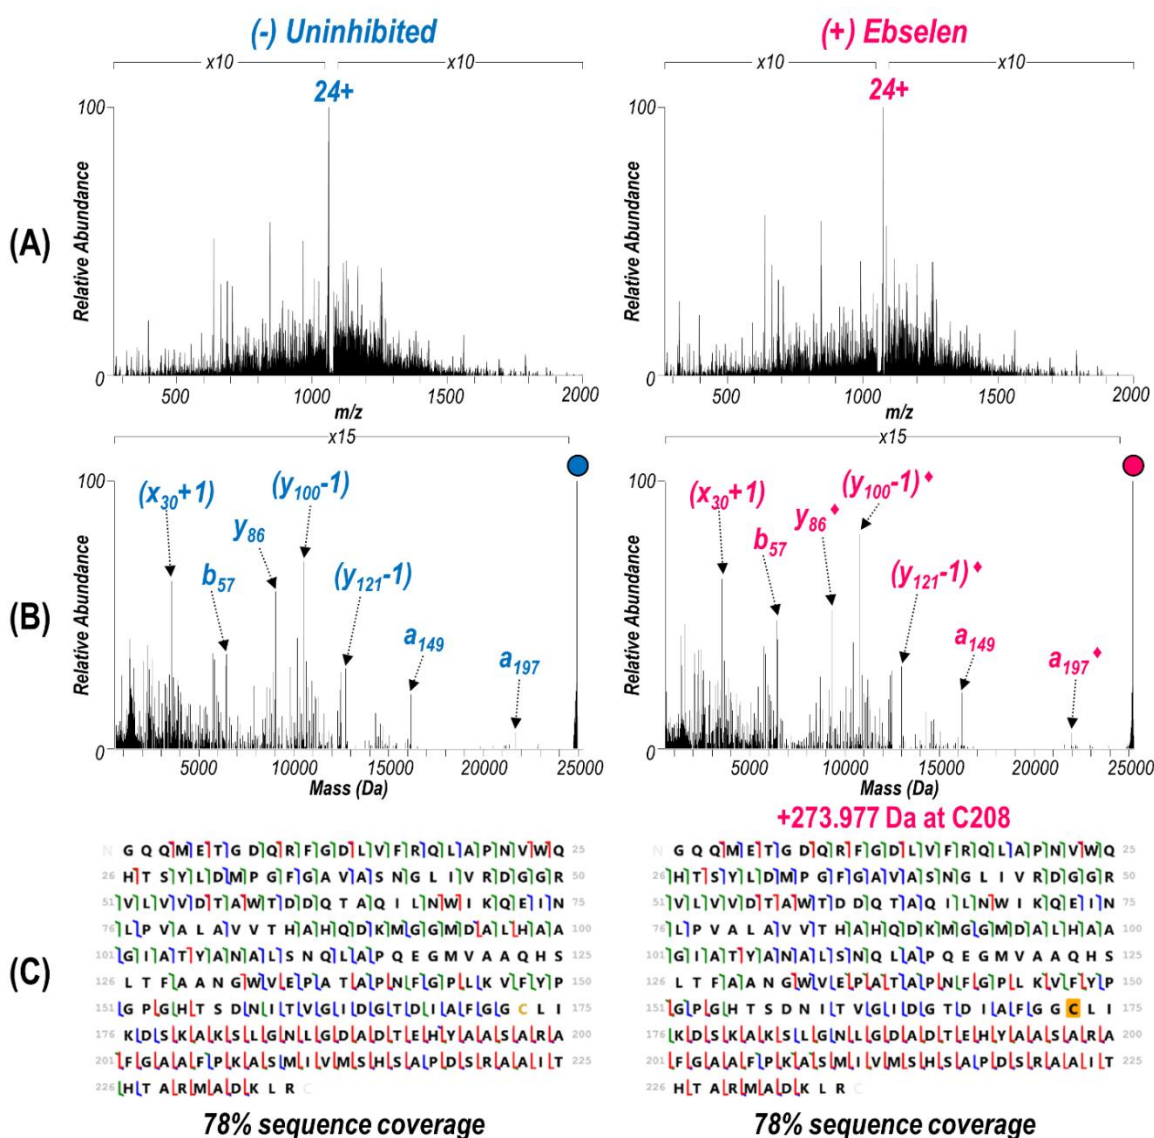 (-) Uninhibited
(+) Ebselen
(A)
x10
x10
24+
100
Relative Abundance
0
500
1000
1500
2000
m/z
x10
x10
24+
100
Relative Abundance
0
500
1000
1500
2000
m/z
(B)
x15
100
Relative Abundance
0
(x30+1)
b57
y86
(y100-1)
(y121-1)
a149
a197
5000
10000
15000
20000
25000
Mass (Da)
x15
100
Relative Abundance
0
(x30+1)
b57
y86♦
(y100-1)♦
(y121-1)♦
a149
a197♦
5000
10000
15000
20000
25000
Mass (Da)
+273.977 Da at C208
(C)
N G Q Q M E T G D Q R F G D L V F R Q L A P N V W Q 25
26 H T S Y L D M P G F G A V A S N G L I V R D G G R 50
51 V L V V D T A W T D D Q T A Q I L N W I K Q E I N 75
76 L P V A L A V V T H A H Q D K M G G M D A L H A A 100
101 G I A T Y A N A L S N Q L A P Q E G M V A A Q H S 125
126 L T F A A N G W V E P A T A P N F G P L K V F Y P 150
151 G P G H T S D N I T V G I D G T D I A F G G C L I 175
176 K D S K A K S L G N L G D A D T E H Y A A S A R A 200
201 F G A A F P K A S M I V M S H S A P D S R A A I T 225
226 H T A R M A D K L R C
78% sequence coverage
N G Q Q M E T G D Q R F G D L V F R Q L A P N V W Q 25
26 H T S Y L D M P G F G A V A S N G L I V R D G G R 50
51 V L V V D T A W T D D Q T A Q I L N W I K Q E I N 75
76 L P V A L A V V T H A H Q D K M G G M D A L H A A 100
101 G I A T Y A N A L S N Q L A P Q E G M V A A Q H S 125
126 L T F A A N G W V E P A T A P N F G P L K V F Y P 150
151 G P G H T S D N I T V G I D G T D I A F G G C L I 175
176 K D S K A K S L G N L G D A D T E H Y A A S A R A 200
201 F G A A F P K A S M I V M S H S A P D S R A A I T 225
226 H T A R M A D K L R C
78% sequence coverage